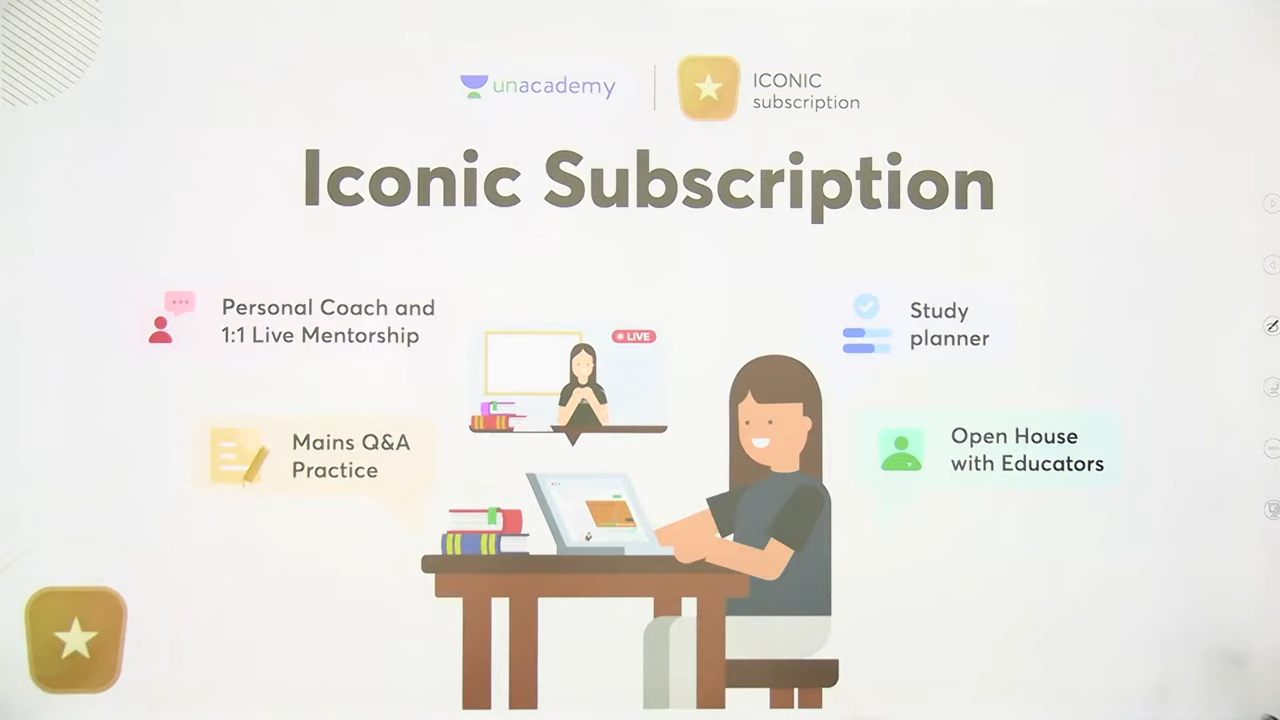 unacademy
ICONIC
subscription
Iconic Subscription
Personal Coach and
1:1 Live Mentorship
LIVE
Study
planner
Mains Q&A
Practice
Open House
with Educators